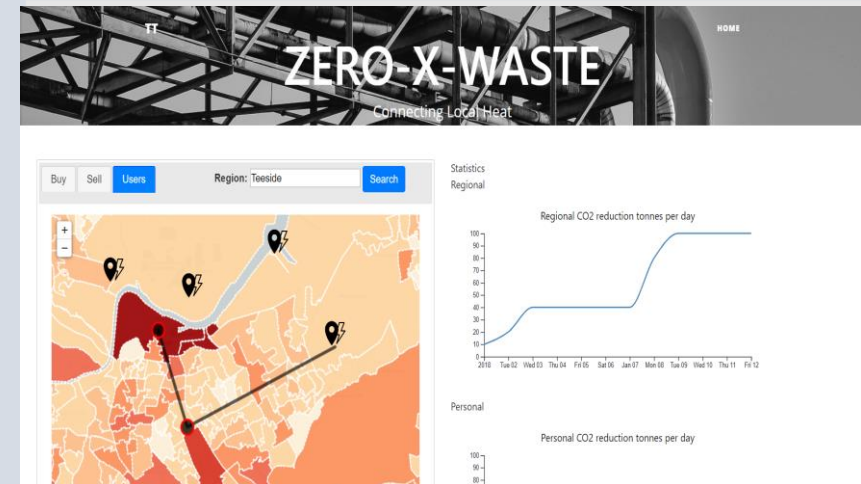 TT
HOME
ZERO-X-WASTE
Connecting Local Heat
Buy Sell Users Region: Teeside Search
+
−
Statistics
Regional
Regional CO2 reduction tonnes per day
100
90
80
70
60
50
40
30
20
10
0
2018 Tue 02 Wed 03 Thu 04 Fri 05 Sat 06 Jan 07 Mon 08 Tue 09 Wed 10 Thu 11 Fri 12
Personal
Personal CO2 reduction tonnes per day
100
90
80